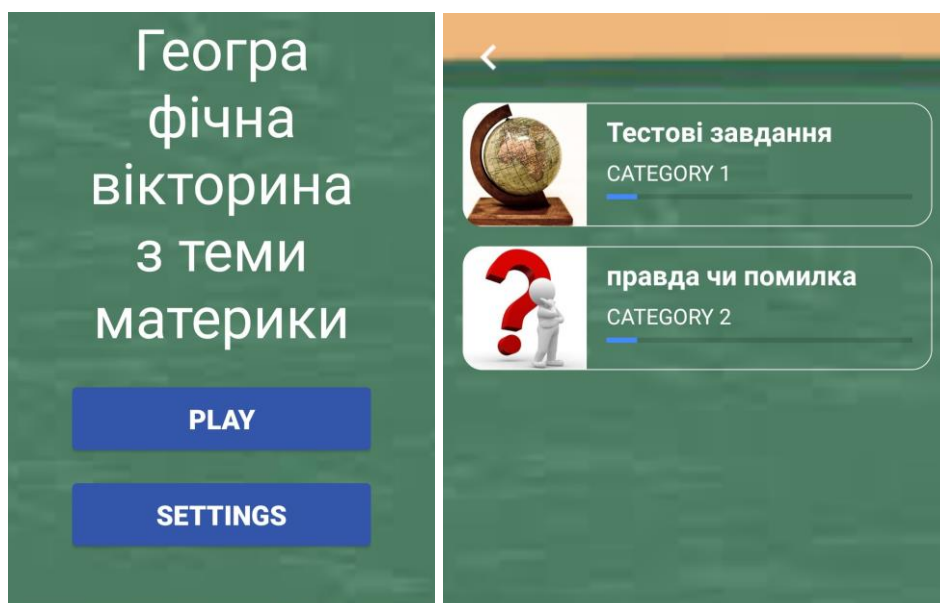 Геогра
фічна
вікторина
з теми
материки
PLAY
SETTINGS
Тестові завдання
CATEGORY 1
правда чи помилка
CATEGORY 2